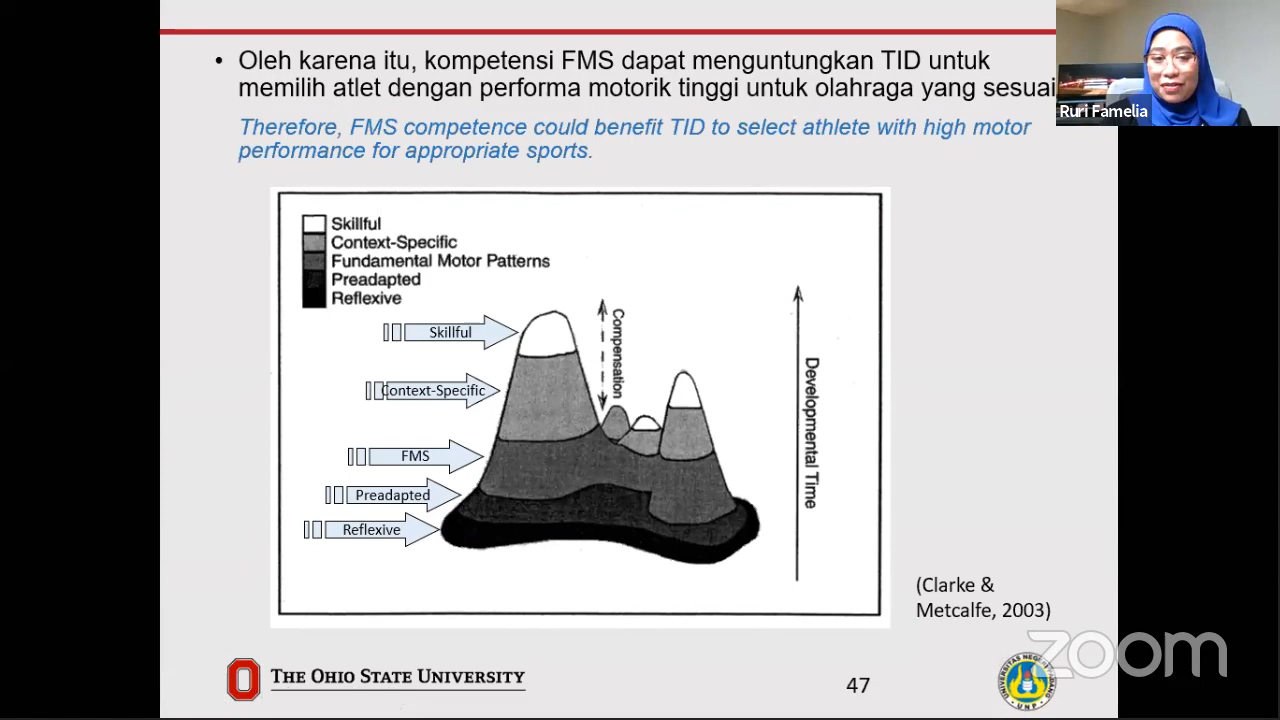 • Oleh karena itu, kompetensi FMS dapat menguntungkan TID untuk
memilih atlet dengan performa motorik tinggi untuk olahraga yang sesuai
Therefore, FMS competence could benefit TID to select athlete with high motor
performance for appropriate sports.
Ruri Famelia
Skillful
Context-Specific
Fundamental Motor Patterns
Preadapted
Reflexive
Skillful
Context-Specific
FMS
Preadapted
Reflexive
Compensation
Developmental Time
(Clarke &
Metcalfe, 2003)
THE OHIO STATE UNIVERSITY
47
UNP
zoom